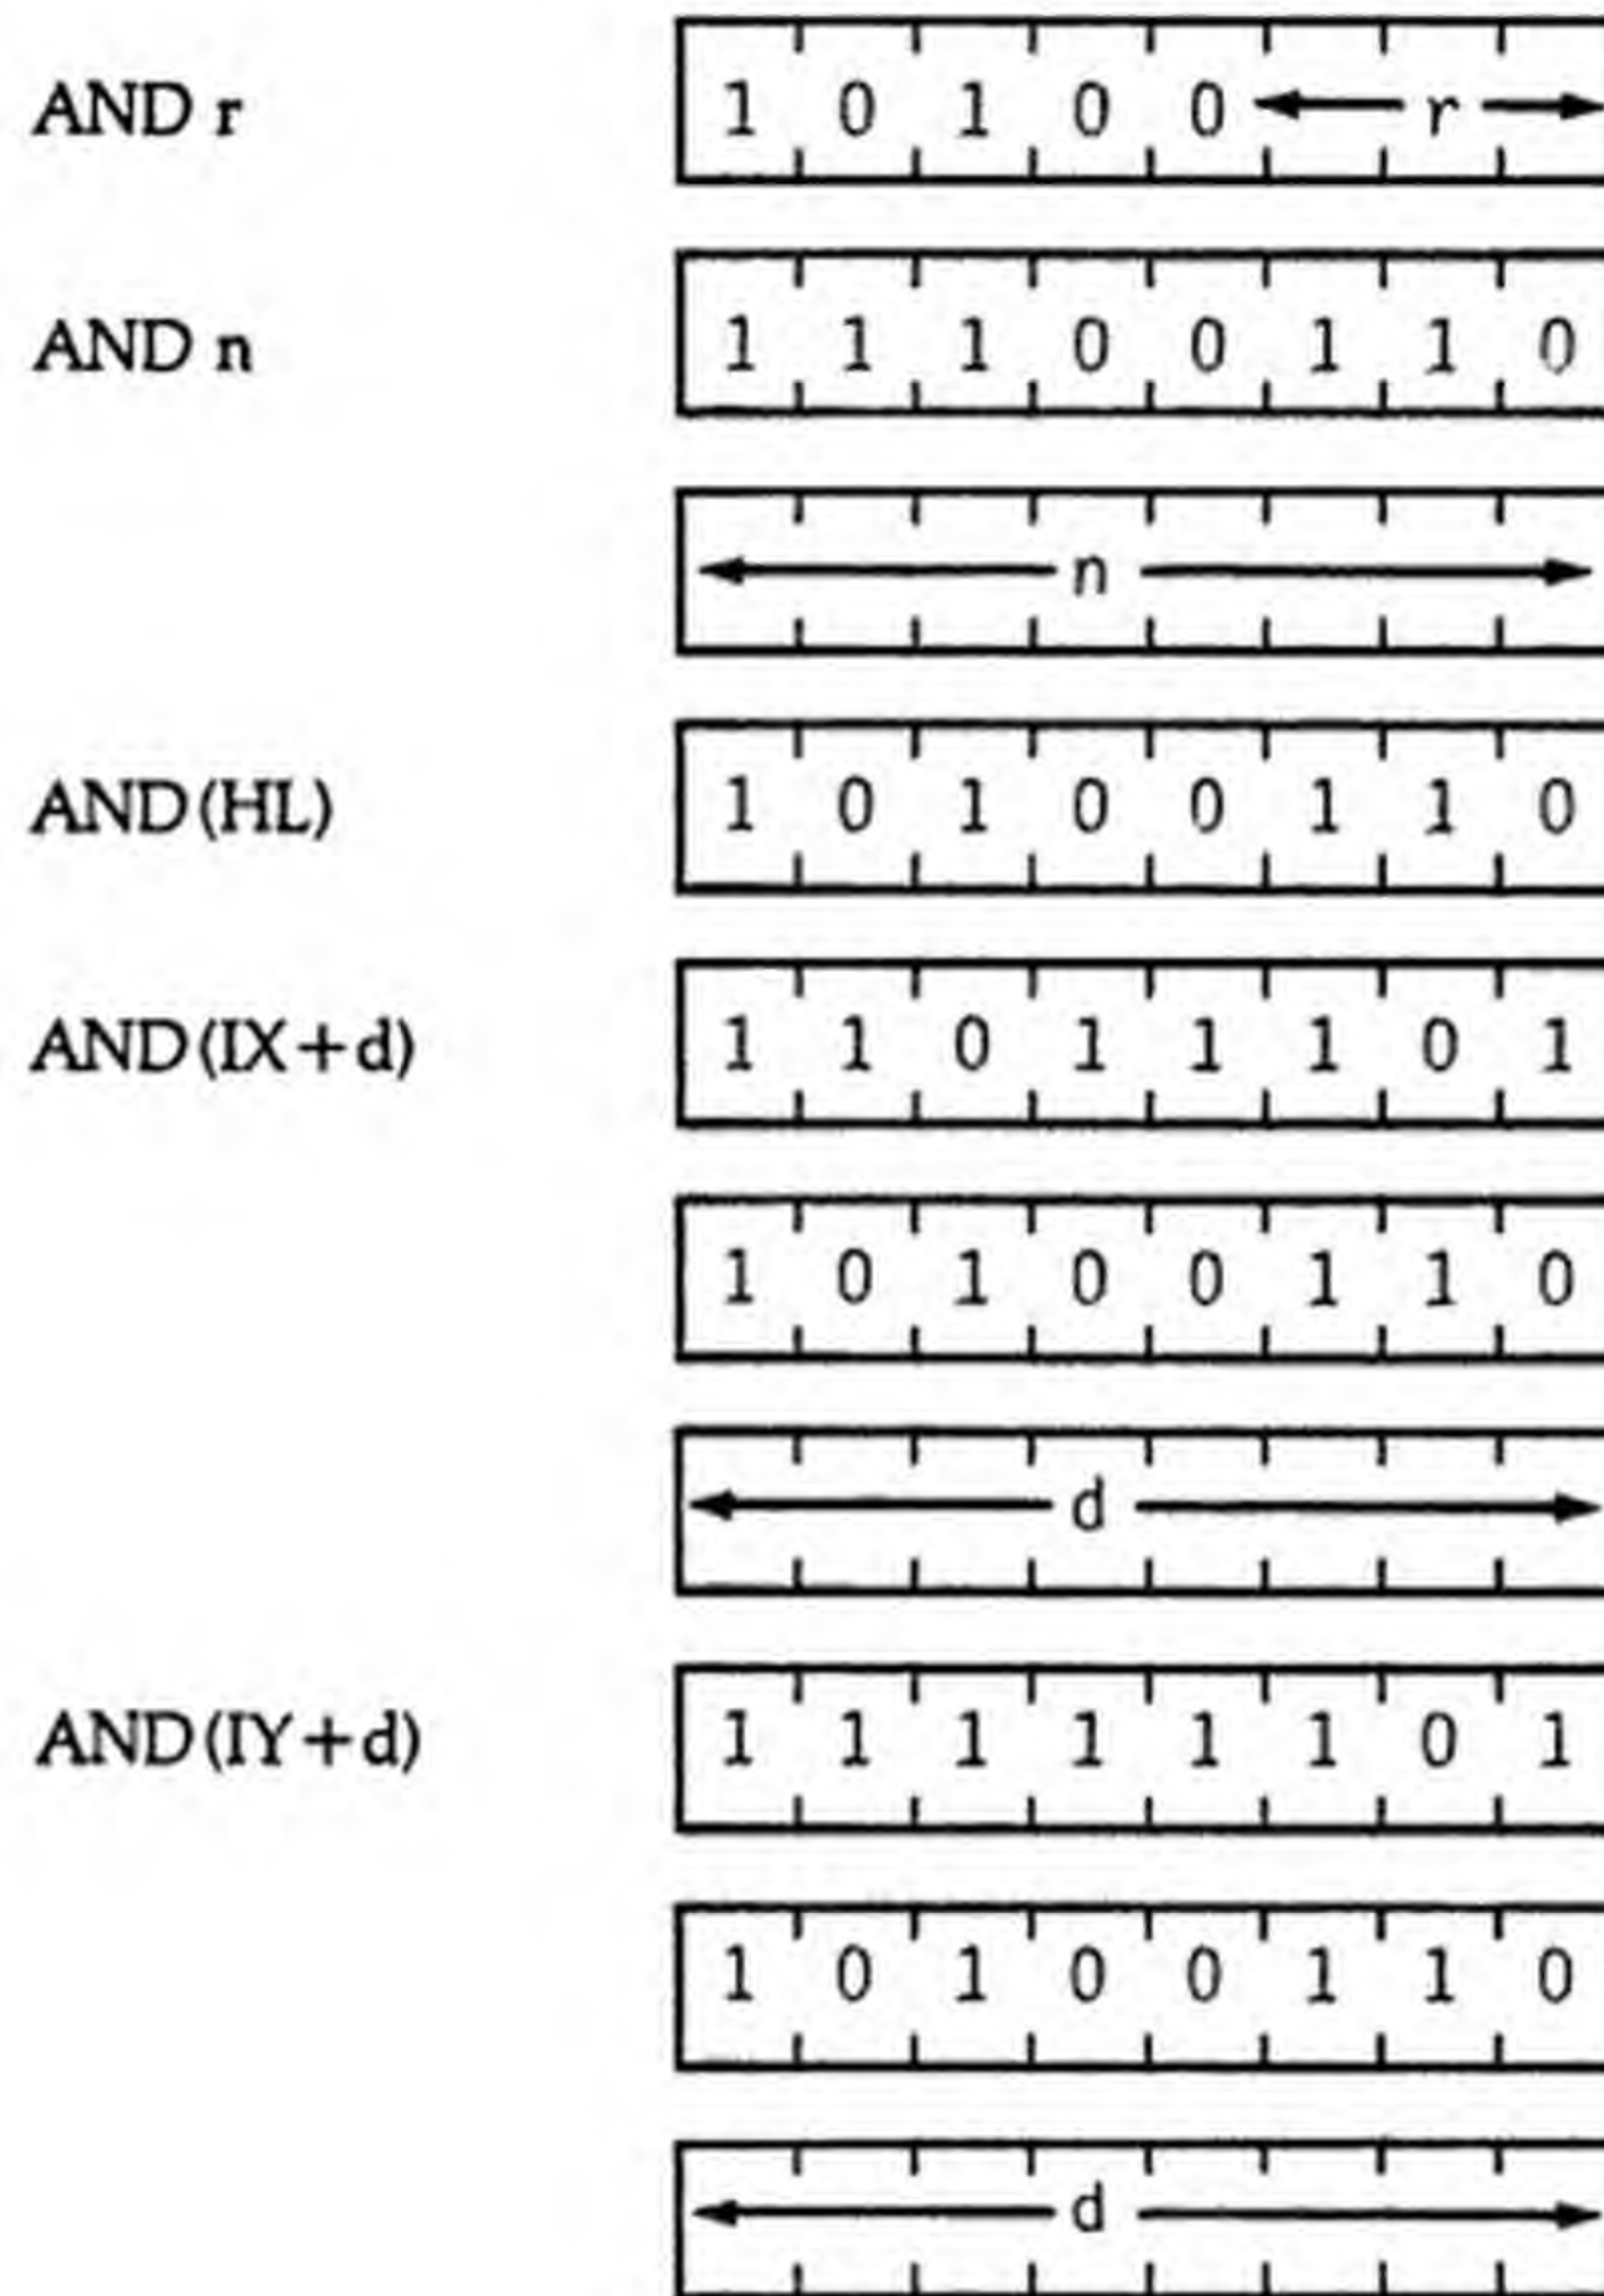 AND r 1 0 1 0 0 r
AND n 1 1 1 0 0 1 1 0
n
AND(HL) 1 0 1 0 0 1 1 0
AND(IX+d) 1 1 0 1 1 1 0 1
1 0 1 0 0 1 1 0
d
AND(IY+d) 1 1 1 1 1 1 0 1
1 0 1 0 0 1 1 0
d